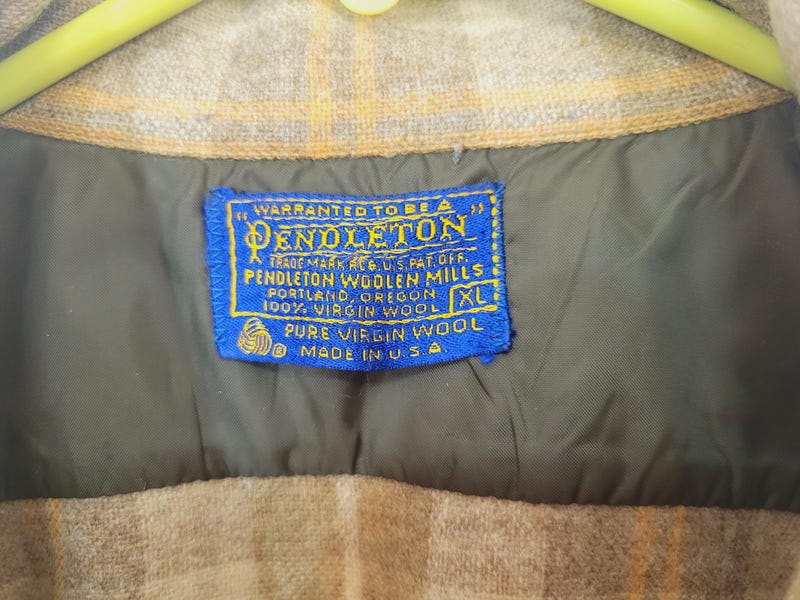 WARRANTED TO BE A
"PENDLETON"
TRADE MARK REG. U.S. PAT. OFF.
PENDLETON WOOLEN MILLS
PORTLAND, OREGON
100% VIRGIN WOOL XL
PURE VIRGIN WOOL
® MADE IN U.S.A.